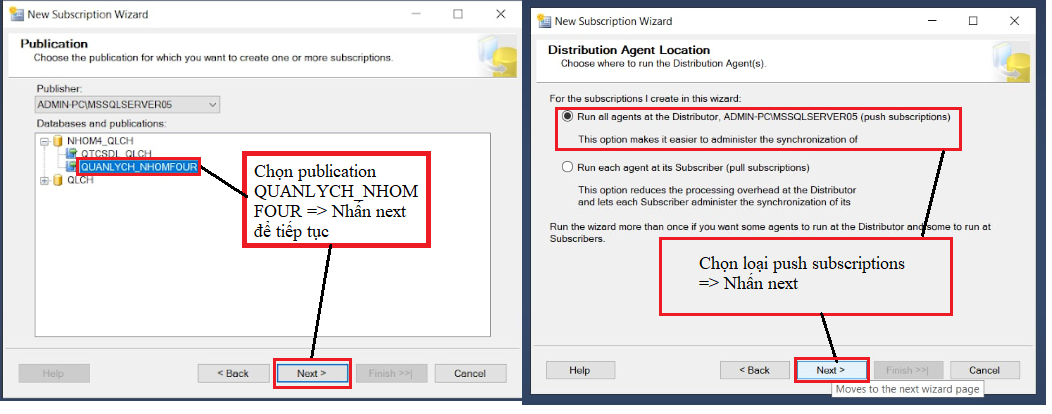 New Subscription Wizard
Publication
Choose the publication for which you want to create one or more subscriptions.
Publisher:
ADMIN-PC\MSSQLSERVER05
Databases and publications:
NHOM4_QLCH
QTCSDL_QLCH
QUANLYCH_NHOMFOUR
QLCH
Chọn publication
QUANLYCH_NHOM
FOUR => Nhấn next
để tiếp tục
Help
< Back
Next >
Finish >>|
Cancel
New Subscription Wizard
Distribution Agent Location
Choose where to run the Distribution Agent(s).
For the subscriptions I create in this wizard:
Run all agents at the Distributor, ADMIN-PC\MSSQLSERVER05 (push subscriptions)
This option makes it easier to administer the synchronization of
Run each agent at its Subscriber (pull subscriptions)
This option reduces the processing overhead at the Distributor
and lets each Subscriber administer the synchronization of its
Run the wizard more than once if you want some agents to run at the Distributor and some to run at
Subscribers.
Chọn loại push subscriptions
=> Nhấn next
Help
< Back
Next >
Finish >>|
Cancel
Moves to the next wizard page